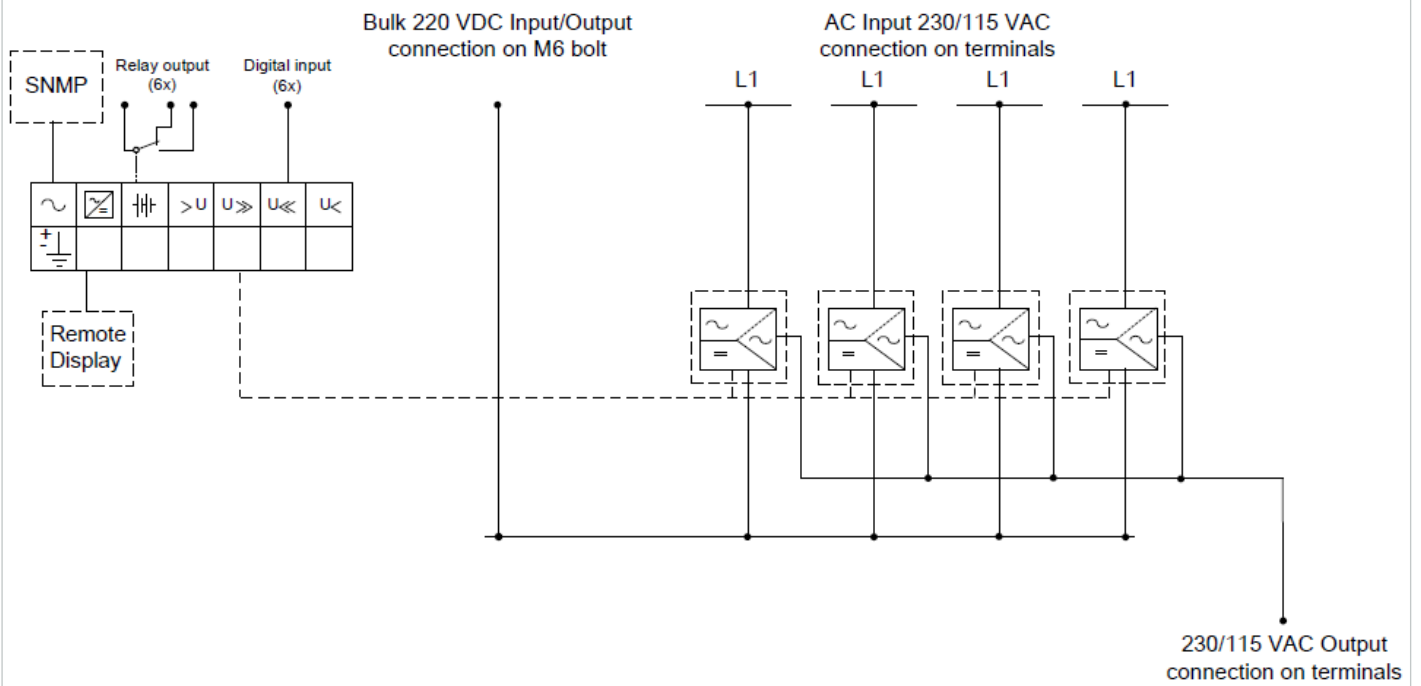 Bulk 220 VDC Input/Output
connection on M6 bolt
AC Input 230/115 VAC
connection on terminals
SNMP
Relay output
(6x)
Digital input
(6x)
L1
L1
L1
L1
>U
U>>
U<<
U<
+
-
Remote
Display
230/115 VAC Output
connection on terminals